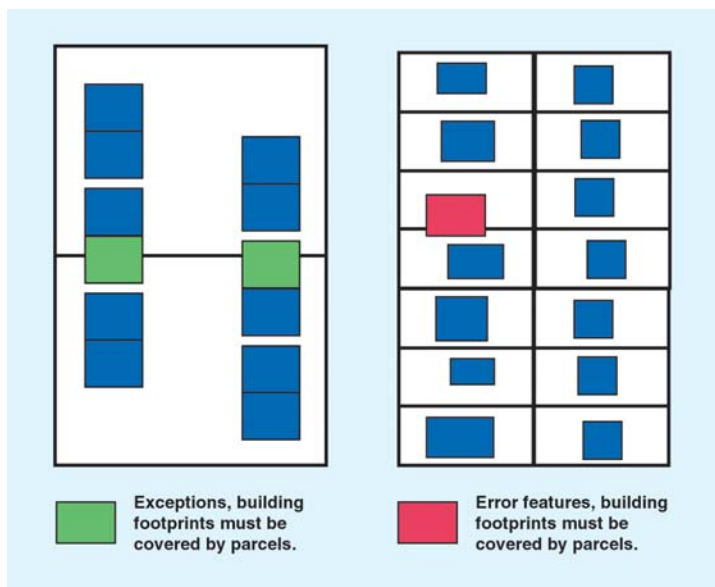 Exceptions, building
footprints must be
covered by parcels.
Error features, building
footprints must be
covered by parcels.